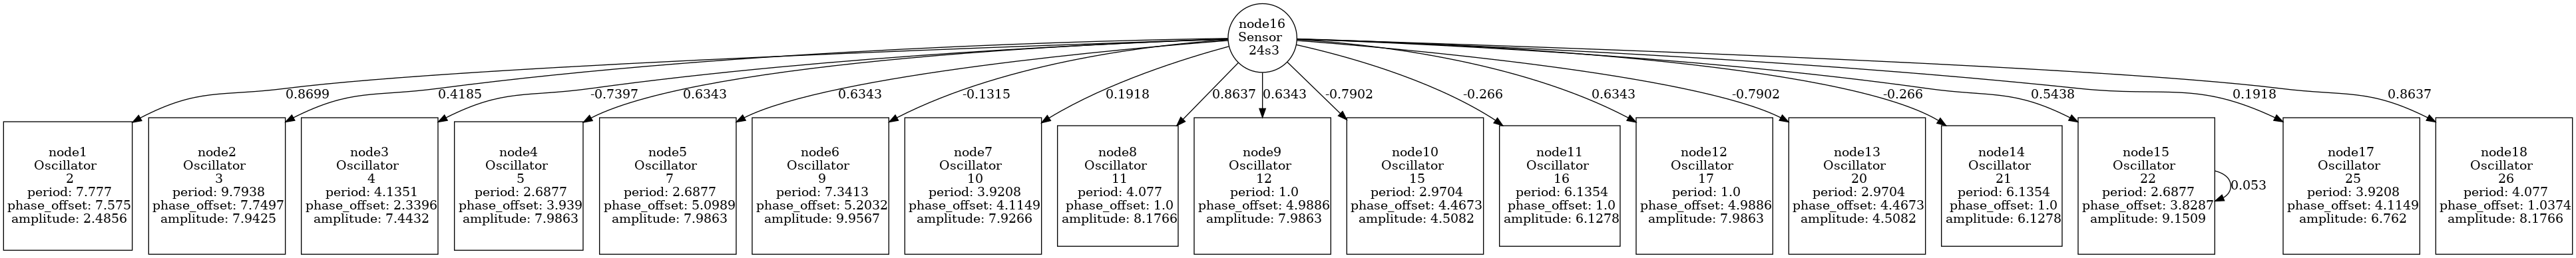 node16
Sensor
24s3
0.8699
0.4185
-0.7397
0.6343
0.6343
-0.1315
0.1918
0.8637
0.6343
-0.7902
-0.266
0.6343
-0.7902
-0.266
0.5438
0.1918
0.8637
node1
Oscillator
2
period: 7.777
phase_offset: 7.575
amplitude: 2.4856
node2
Oscillator
3
period: 9.7938
phase_offset: 7.7497
amplitude: 7.9425
node3
Oscillator
4
period: 4.1351
phase_offset: 2.3396
amplitude: 7.4432
node4
Oscillator
5
period: 2.6877
phase_offset: 3.939
amplitude: 7.9863
node5
Oscillator
7
period: 2.6877
phase_offset: 5.0989
amplitude: 7.9863
node6
Oscillator
9
period: 7.3413
phase_offset: 5.2032
amplitude: 9.9567
node7
Oscillator
10
period: 3.9208
phase_offset: 4.1149
amplitude: 7.9266
node8
Oscillator
11
period: 4.077
phase_offset: 1.0
amplitude: 8.1766
node9
Oscillator
12
period: 1.0
phase_offset: 4.9886
amplitude: 7.9863
node10
Oscillator
15
period: 2.9704
phase_offset: 4.4673
amplitude: 4.5082
node11
Oscillator
16
period: 6.1354
phase_offset: 1.0
amplitude: 6.1278
node12
Oscillator
17
period: 1.0
phase_offset: 4.9886
amplitude: 7.9863
node13
Oscillator
20
period: 2.9704
phase_offset: 4.4673
amplitude: 4.5082
node14
Oscillator
21
period: 6.1354
phase_offset: 1.0
amplitude: 6.1278
node15
Oscillator
22
period: 2.6877
phase_offset: 3.8287
amplitude: 9.1509
0.053
node17
Oscillator
25
period: 3.9208
phase_offset: 4.1149
amplitude: 6.762
node18
Oscillator
26
period: 4.077
phase_offset: 1.0374
amplitude: 8.1766